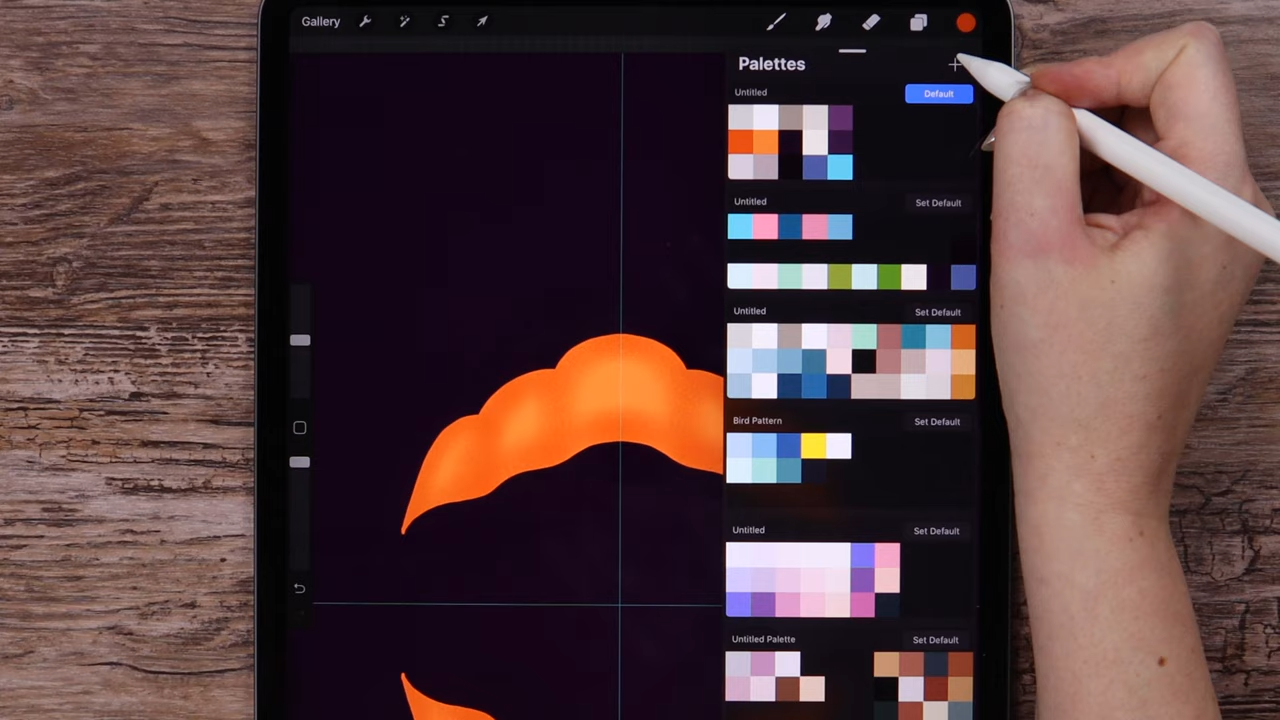 Gallery
Palettes
Untitled
Default
Untitled
Set Default
Untitled
Set Default
Bird Pattern
Set Default
Untitled
Set Default
Untitled Palette
Set Default